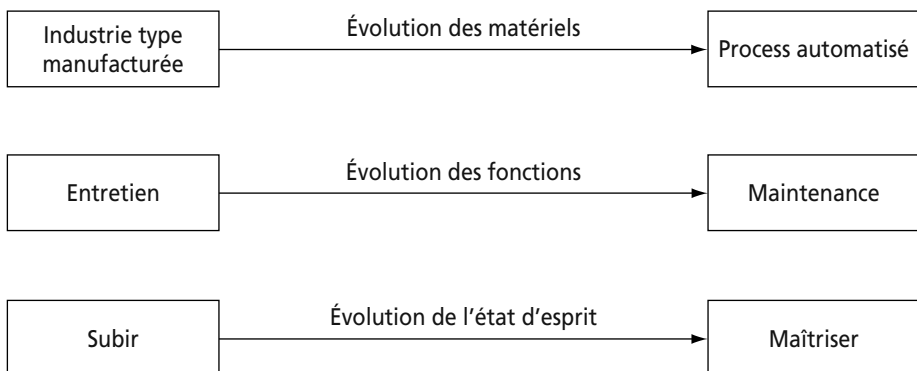 Industrie type
manufacturée
Évolution des matériels
Process automatisé
Entretien
Évolution des fonctions
Maintenance
Subir
Évolution de l'état d'esprit
Maîtriser